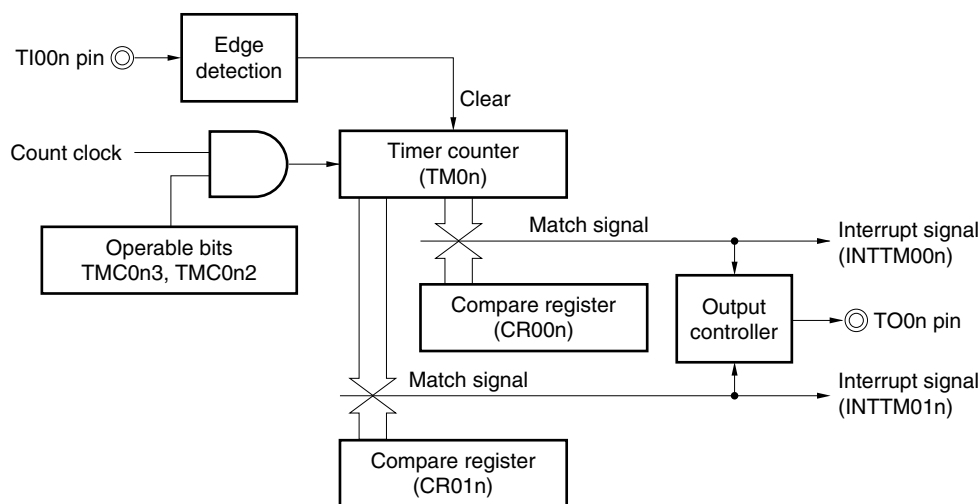 TI00n pin
Edge
detection
Clear
Count clock
Timer counter
(TM0n)
Operable bits
TMC0n3, TMC0n2
Match signal
Interrupt signal
(INTTM00n)
Compare register
(CR00n)
Output
controller
TO0n pin
Match signal
Interrupt signal
(INTTM01n)
Compare register
(CR01n)